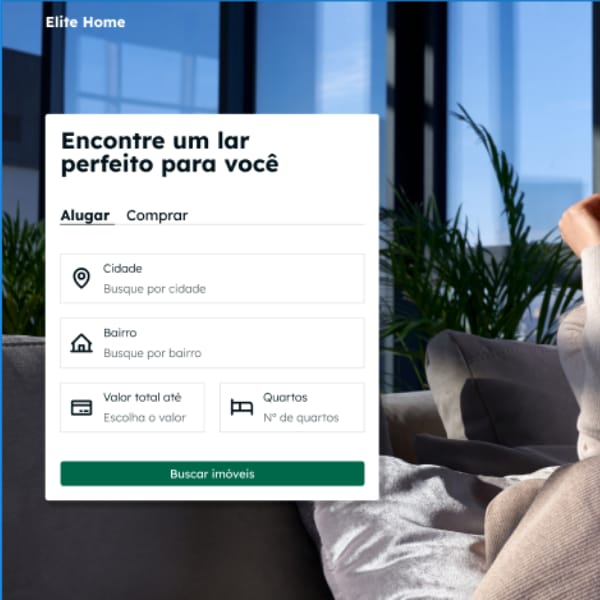 Elite Home
Encontre um lar
perfeito para você
Alugar Comprar
Cidade
Busque por cidade
Bairro
Busque por bairro
Valor total até
Escolha o valor
Quartos
Nº de quartos
Buscar imóveis